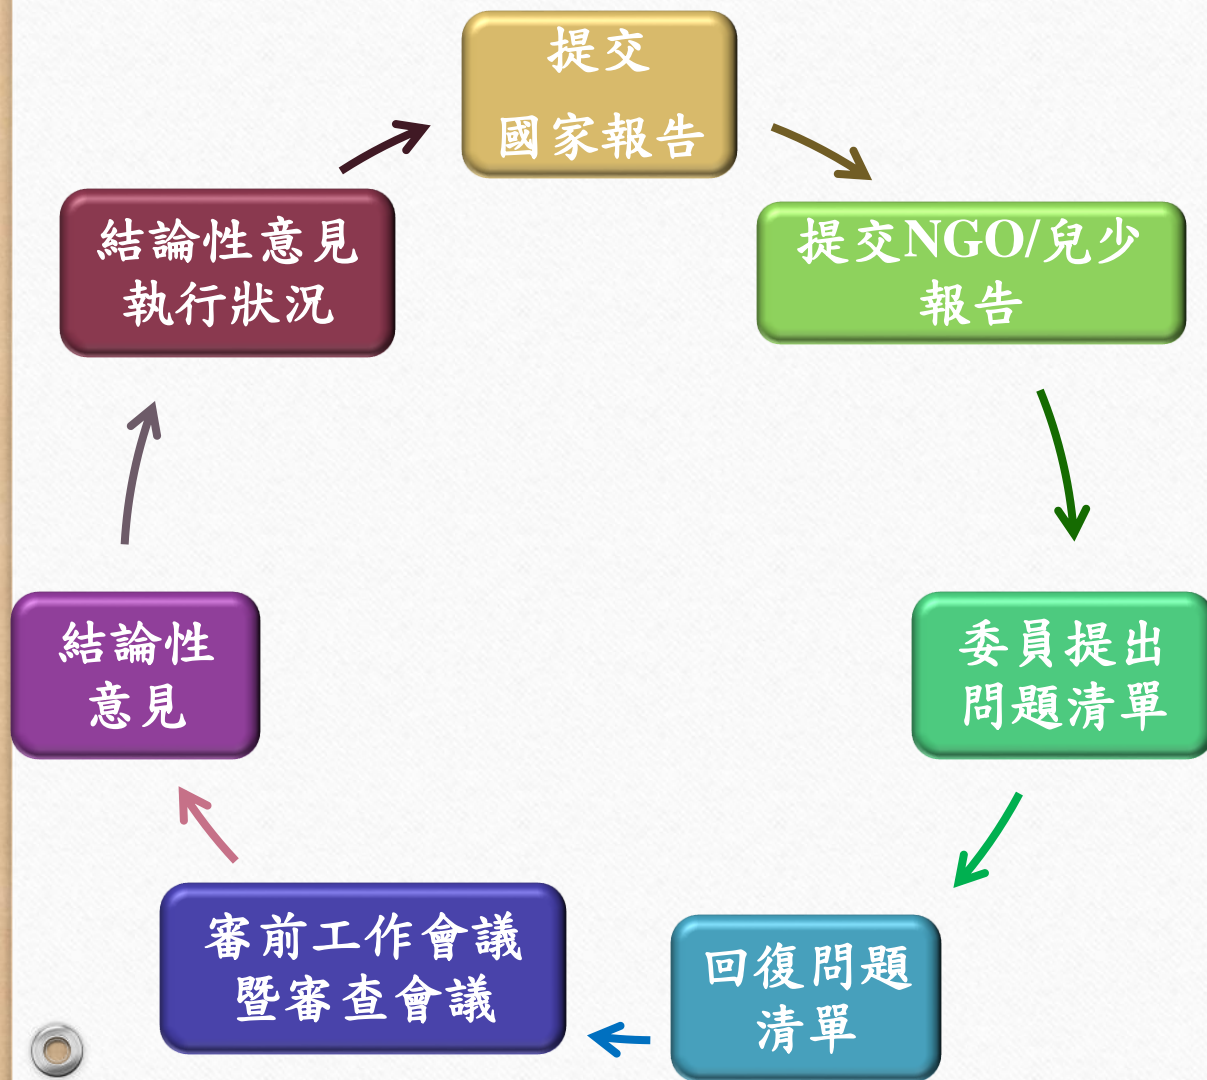 提交
國家報告
提交NGO/兒少
報告
委員提出
問題清單
回復問題
清單
審前工作會議
暨審查會議
結論性
意見
結論性意見
執行狀況